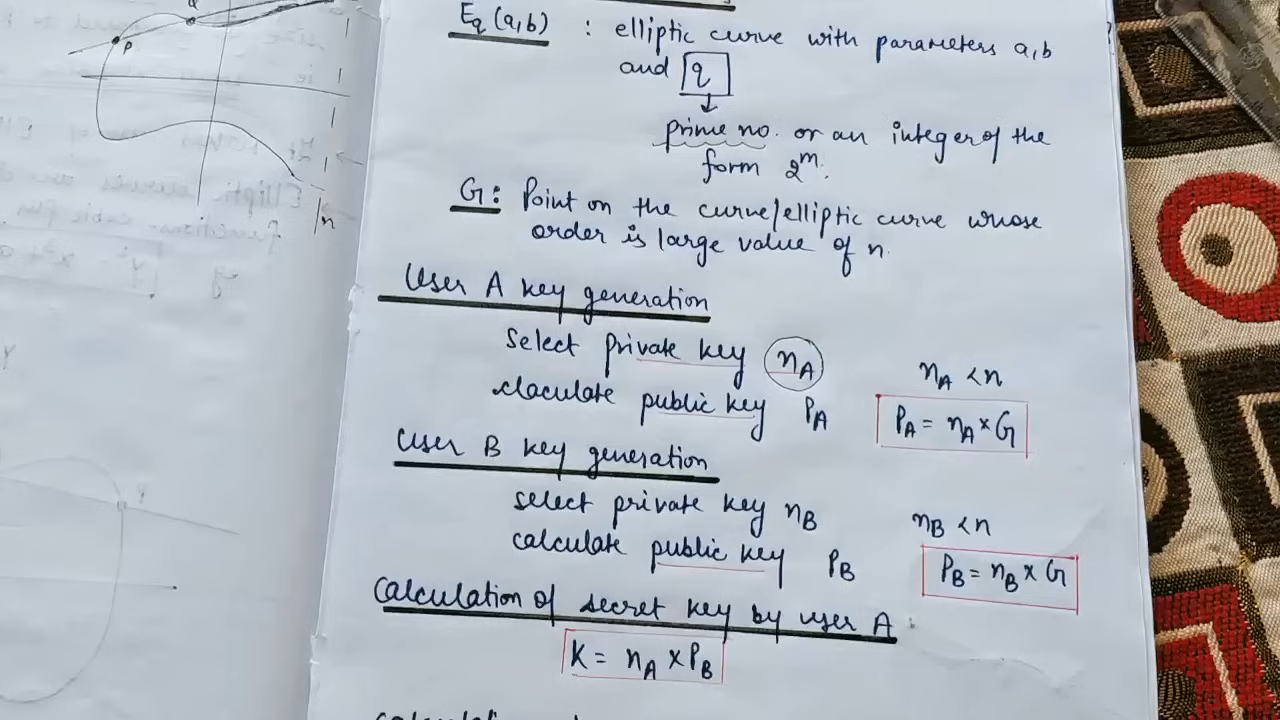 Eq (a,b) : elliptic curve with parameters a,b
and q
prime no. or an integer of the
form 2^m.
G: Point on the curve/elliptic curve whose
order is large value of n.
User A key generation
Select private key nA nA < n
claculate public key PA PA = nA × G
User B key generation
select private key nB nB < n
calculate public key PB PB = nB × G
Calculation of secret key by user A
K = nA × PB
P
Q